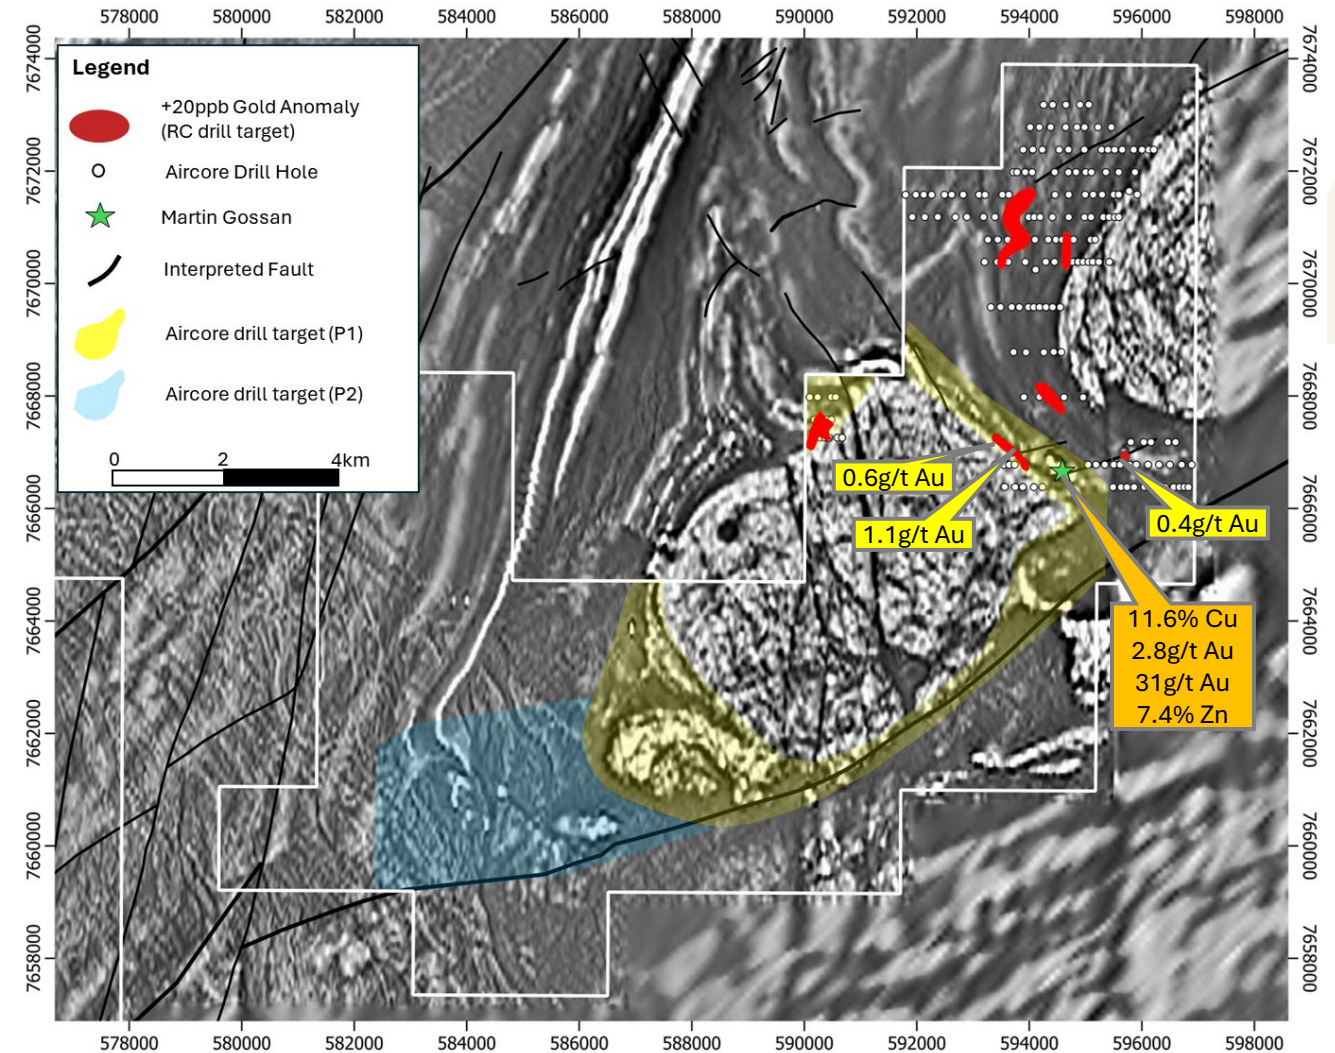 578000 580000 582000 584000 586000 588000 590000 592000 594000 596000 598000
7674000
7672000
7670000
7668000
7666000
7664000
7662000
7660000
7658000
Legend
+20ppb Gold Anomaly
(RC drill target)
Aircore Drill Hole
Martin Gossan
Interpreted Fault
Aircore drill target (P1)
Aircore drill target (P2)
0 2 4km
0.6g/t Au
1.1g/t Au
0.4g/t Au
11.6% Cu
2.8g/t Au
31g/t Au
7.4% Zn
7674000
7672000
7670000
7668000
7666000
7664000
7662000
7660000
7658000
578000 580000 582000 584000 586000 588000 590000 592000 594000 596000 598000